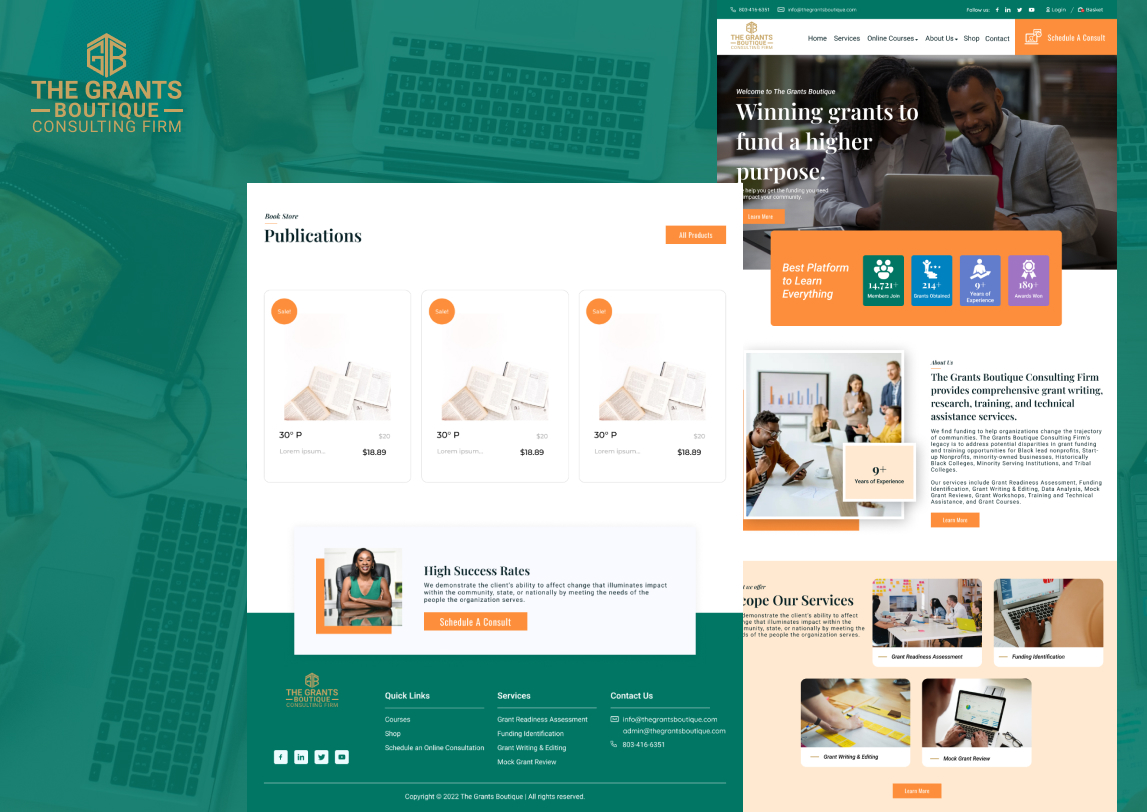 THE GRANTS
BOUTIQUE
CONSULTING FIRM
803-416-6351
info@thegrantsboutique.com
Follow us:
Login / Basket
THE GRANTS
BOUTIQUE
CONSULTING FIRM
Home Services Online Courses About Us Shop Contact
Schedule A Consult
Welcome to The Grants Boutique
Winning grants to
fund a higher
purpose.
help you get the funding you need
impact your community.
Learn More
Best Platform
to Learn
Everything
14,721+
Members Join
214+
Grants Obtained
9+
Years of
Experience
189+
Awards Won
About Us
The Grants Boutique Consulting Firm
provides comprehensive grant writing,
research, training, and technical
assistance services.
We find funding to help organizations change the trajectory
of communities. The Grants Boutique Consulting Firm's
legacy is to address potential disparities in grant funding
and training opportunities for Black lead nonprofits, Start-
up Nonprofits, minority-owned businesses, Historically
Black Colleges, Minority Serving Institutions, and Tribal
Colleges.
Our services include Grant Readiness Assessment, Funding
Identification, Grant Writing & Editing, Data Analysis, Mock
Grant Reviews, Grant Workshops, Training and Technical
Assistance, and Grant Courses.
Learn More
9+
Years of Experience
we offer
cope Our Services
demonstrate the client's ability to affect
nge that illuminates impact within the
munity, state, or nationally by meeting the
ds of the people the organization serves.
Grant Readiness Assessment
Funding Identification
Grant Writing & Editing
Mock Grant Review
Learn More
Book Store
Publications
All Products
Sale!
30° P
$20
Lorem ipsum...
$18.89
Sale!
30° P
$20
Lorem ipsum...
$18.89
Sale!
30° P
$20
Lorem ipsum...
$18.89
High Success Rates
We demonstrate the client's ability to affect change that illuminates impact
within the community, state, or nationally by meeting the needs of the
people the organization serves.
Schedule A Consult
THE GRANTS
BOUTIQUE
CONSULTING FIRM
Quick Links
Courses
Shop
Schedule an Online Consultation
Services
Grant Readiness Assessment
Funding Identification
Grant Writing & Editing
Mock Grant Review
Contact Us
info@thegrantsboutique.com
admin@thegrantsboutique.com
803-416-6351
Copyright © 2022 The Grants Boutique | All rights reserved.